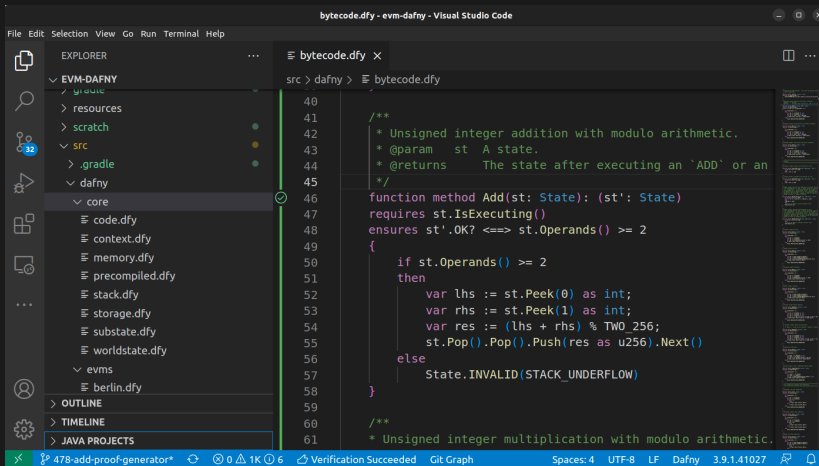 bytecode.dfy - evm-dafny - Visual Studio Code
File Edit Selection View Go Run Terminal Help
EXPLORER
EVM-DAFNY
gradle
resources
scratch
src
.gradle
dafny
core
code.dfy
context.dfy
memory.dfy
precompiled.dfy
stack.dfy
storage.dfy
substate.dfy
worldstate.dfy
evms
berlin.dfy
OUTLINE
TIMELINE
JAVA PROJECTS
32
bytecode.dfy
src > dafny > bytecode.dfy
40
41 /**
42 * Unsigned integer addition with modulo arithmetic.
43 * @param st A state.
44 * @returns The state after executing an `ADD` or an
45 */
46 function method Add(st: State): (st': State)
47 requires st.IsExecuting()
48 ensures st'.OK? <==> st.Operands() >= 2
49 {
50 if st.Operands() >= 2
51 then
52 var lhs := st.Peek(0) as int;
53 var rhs := st.Peek(1) as int;
54 var res := (lhs + rhs) % TWO_256;
55 st.Pop().Pop().Push(res as u256).Next()
56 else
57 State.INVALID(STACK_UNDERFLOW)
58 }
59
60 /**
61 * Unsigned integer multiplication with modulo arithmetic.
478-add-proof-generator* 0 1K 6 Verification Succeeded Git Graph Spaces: 4 UTF-8 LF Dafny 3.9.1.41027